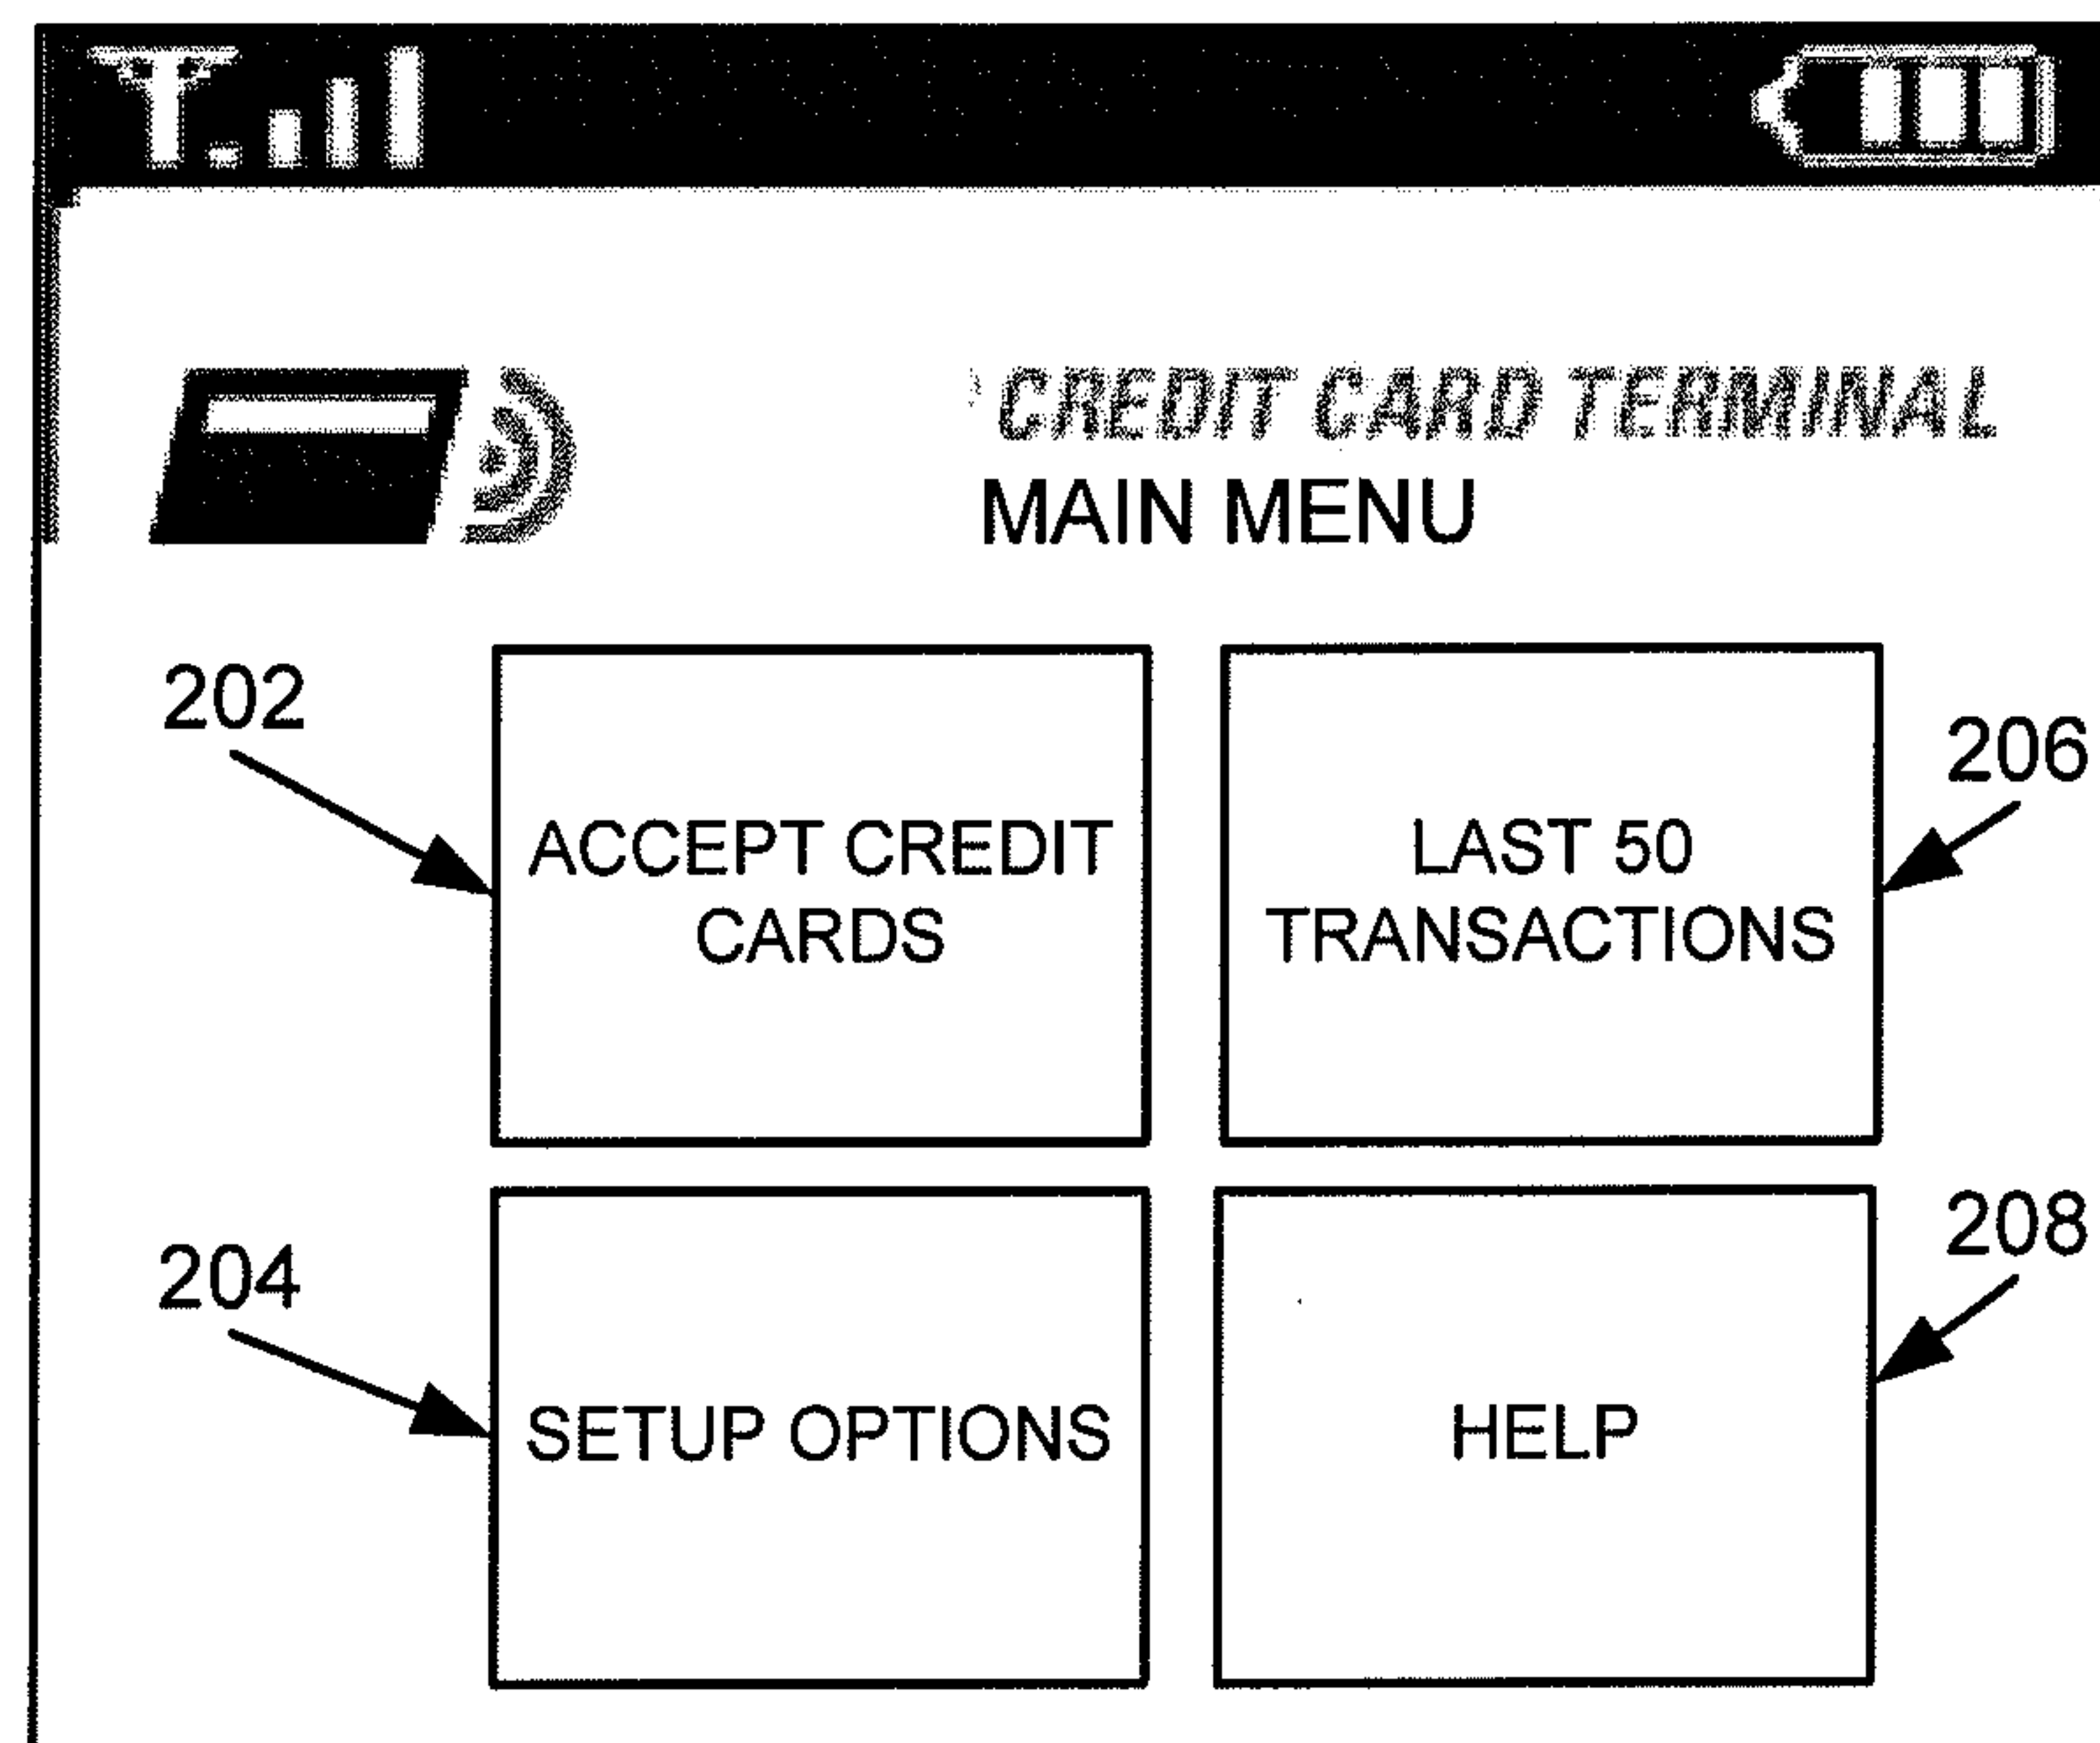 CREDIT CARD TERMINAL
MAIN MENU
202
206
ACCEPT CREDIT
CARDS
LAST 50
TRANSACTIONS
204
208
SETUP OPTIONS
HELP